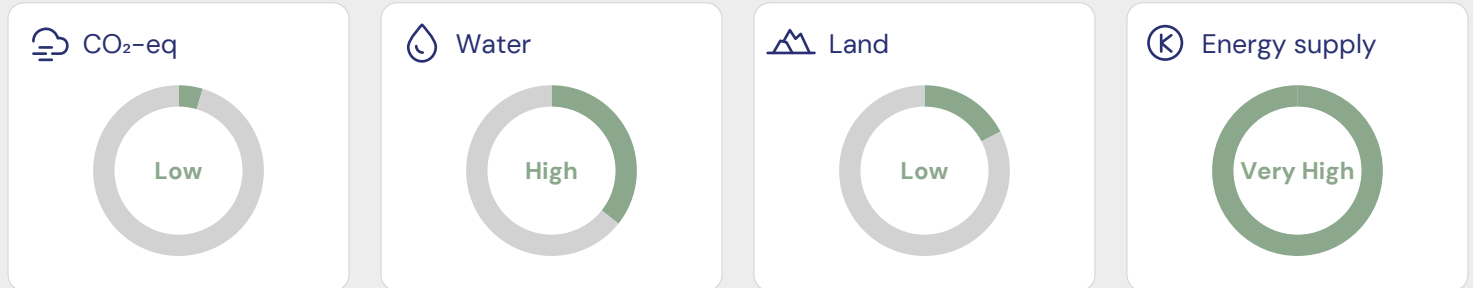 CO₂-eq
Water
Land
Energy supply
Low
High
Low
Very High